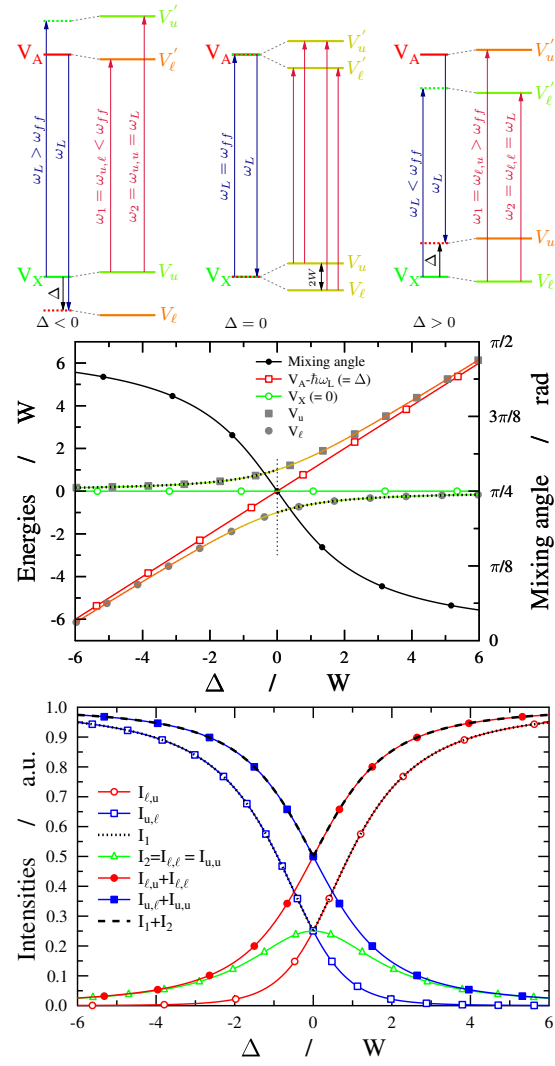 V′u V′u V′u
VA VA VA
V′ℓ V′ℓ V′ℓ
ωL > ωff ωL ω1 = ωu,ℓ < ωff ω2 = ωu,u = ωL
ωL = ωff ωL
ωL < ωff ωL ω1 = ωℓ,u > ωff ω2 = ωℓ,ℓ = ωL
VX Vu VX Vu VX Vu
Δ 2W Δ
Vℓ Vℓ Vℓ
Δ < 0 Δ = 0 Δ > 0
Energies / W
Mixing angle / rad
6
4
2
0
-2
-4
-6
π/2
3π/8
π/4
π/8
0
Mixing angle
VA-ℏωL (= Δ)
VX (= 0)
Vu
Vℓ
-6 -4 -2 0 2 4 6
Δ / W
Intensities / a.u.
1.0
0.9
0.8
0.7
0.6
0.5
0.4
0.3
0.2
0.1
0.0
Iℓ,u
Iu,ℓ
I1
I2=Iℓ,ℓ = Iu,u
Iℓ,u+Iℓ,ℓ
Iu,ℓ+Iu,u
I1+I2
-6 -4 -2 0 2 4 6
Δ / W